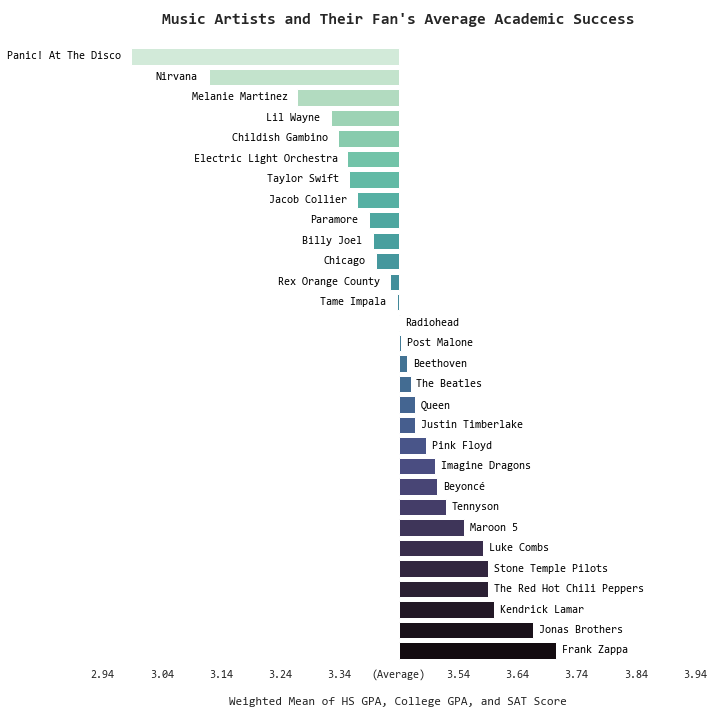 Music Artists and Their Fan's Average Academic Success
Panic! At The Disco
Nirvana
Melanie Martinez
Lil Wayne
Childish Gambino
Electric Light Orchestra
Taylor Swift
Jacob Collier
Paramore
Billy Joel
Chicago
Rex Orange County
Tame Impala
Radiohead
Post Malone
Beethoven
The Beatles
Queen
Justin Timberlake
Pink Floyd
Imagine Dragons
Beyoncé
Tennyson
Maroon 5
Luke Combs
Stone Temple Pilots
The Red Hot Chili Peppers
Kendrick Lamar
Jonas Brothers
Frank Zappa
2.94 3.04 3.14 3.24 3.34 (Average) 3.54 3.64 3.74 3.84 3.94
Weighted Mean of HS GPA, College GPA, and SAT Score